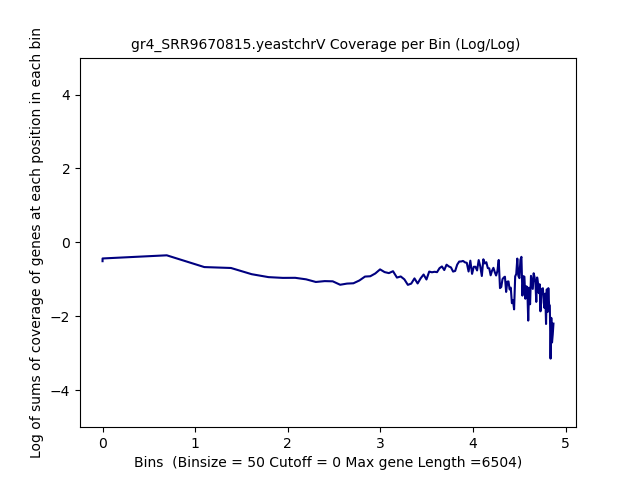 gr4_SRR9670815.yeastchrV Coverage per Bin (Log/Log)
Log of sums of coverage of genes at each position in each bin
4
2
0
−2
−4
0 1 2 3 4 5
Bins  (Binsize = 50 Cutoff = 0 Max gene Length =6504)